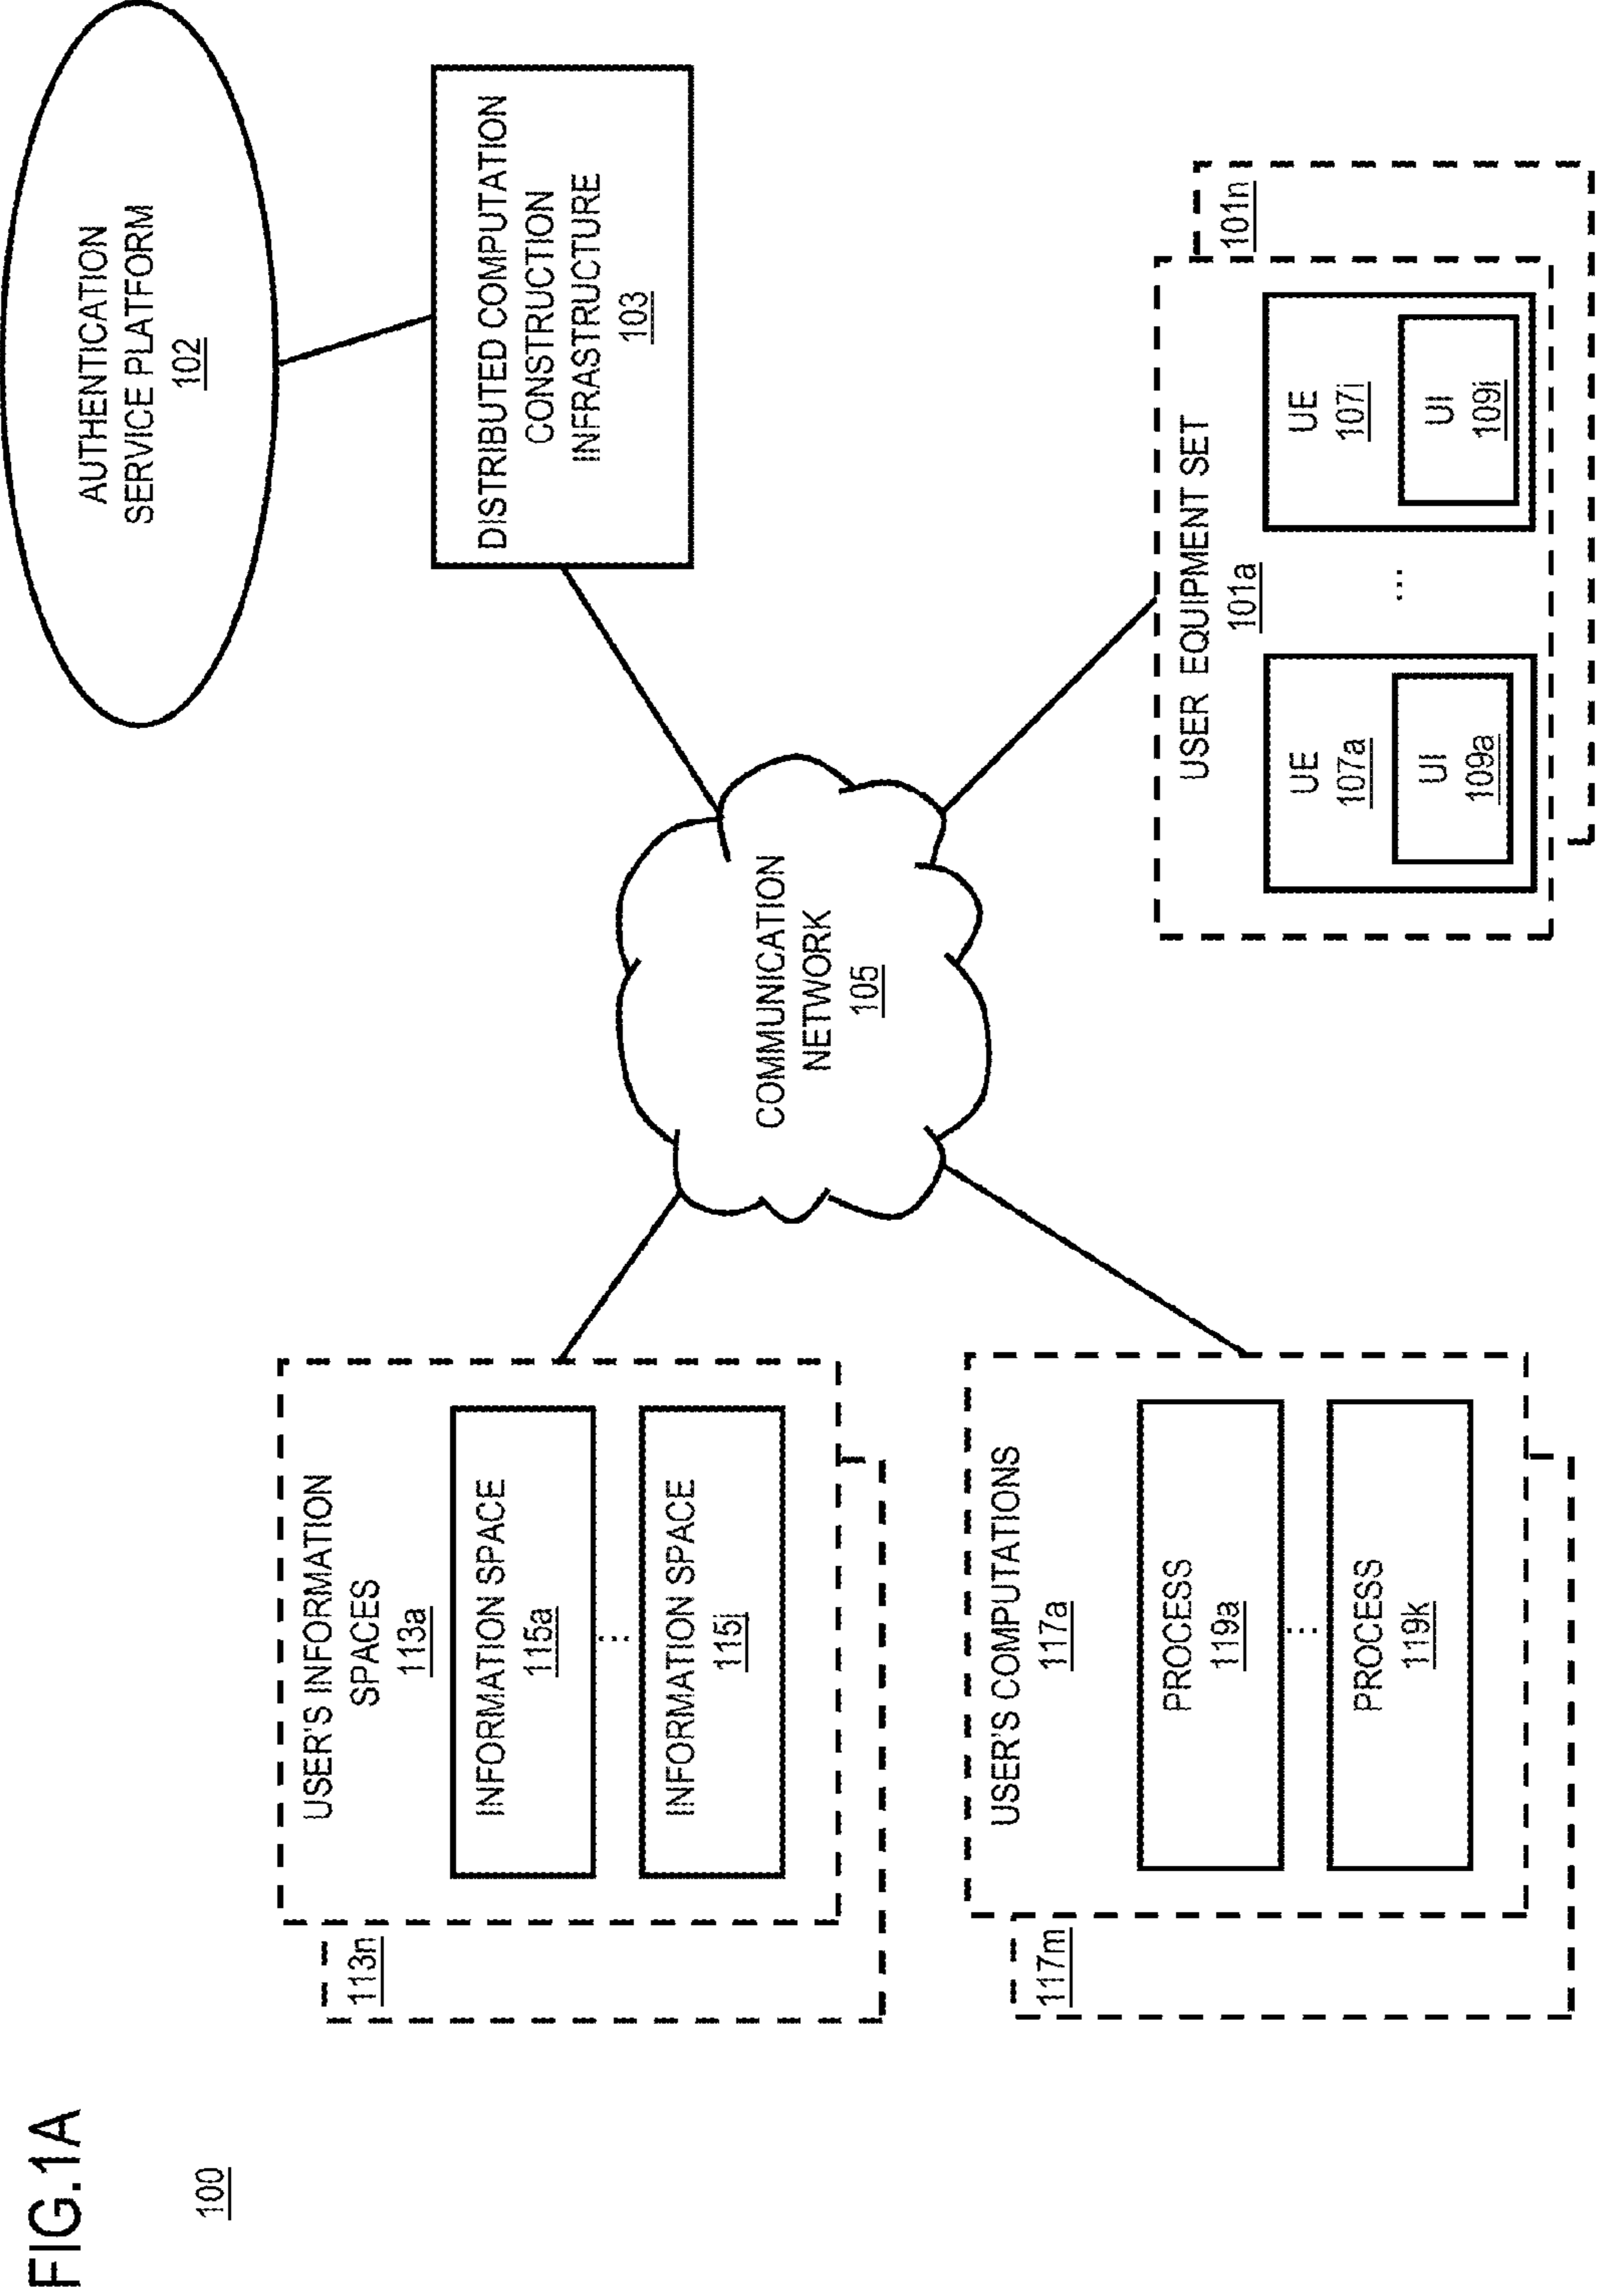 FIG.1A
100
USER'S INFORMATION
SPACES
113a
INFORMATION SPACE
115a
...
INFORMATION SPACE
115j
113n
AUTHENTICATION
SERVICE PLATFORM
102
DISTRIBUTED COMPUTATION
CONSTRUCTION
INFRASTRUCTURE
103
COMMUNICATION
NETWORK
105
USER'S COMPUTATIONS
117a
PROCESS
119a
...
PROCESS
119k
117m
USER EQUIPMENT SET
101a
UE
107a
UI
109a
...
UE
107i
UI
109i
101n